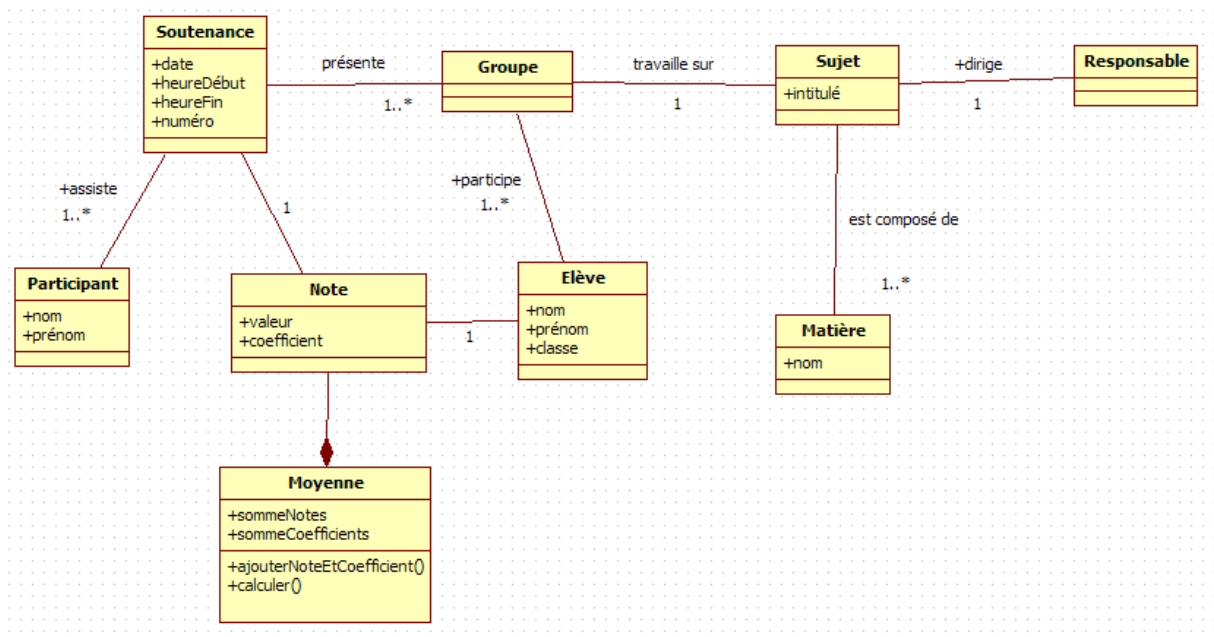 Soutenance
+date
+heureDébut
+heureFin
+numéro
présente
1..*
Groupe
travaille sur
1
Sujet
+intitulé
+dirige
1
Responsable
+assiste
1..*
1
+participe
1..*
est composé de
1..*
Participant
+nom
+prénom
Note
+valeur
+coefficient
1
Elève
+nom
+prénom
+classe
Matière
+nom
Moyenne
+sommeNotes
+sommeCoefficients
+ajouterNoteEtCoefficient()
+calculer()